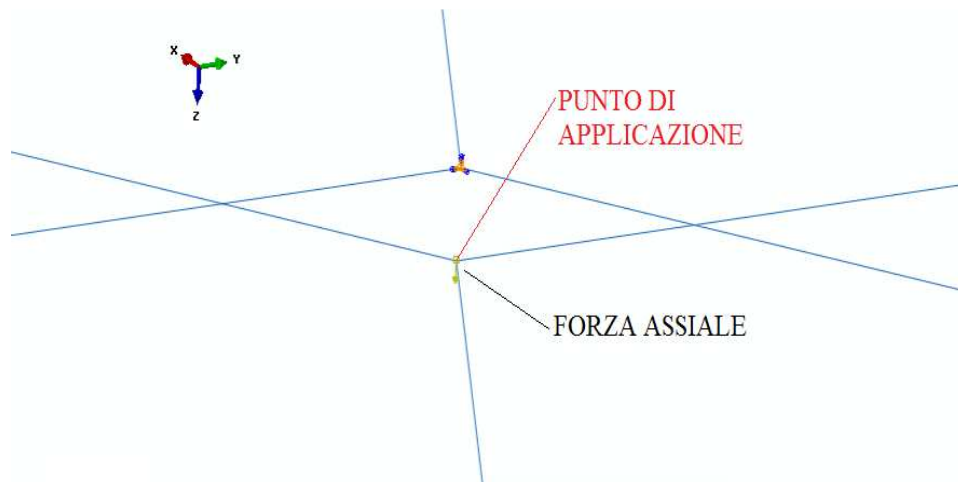 X
Y
Z
PUNTO DI
APPLICAZIONE
FORZA ASSIALE